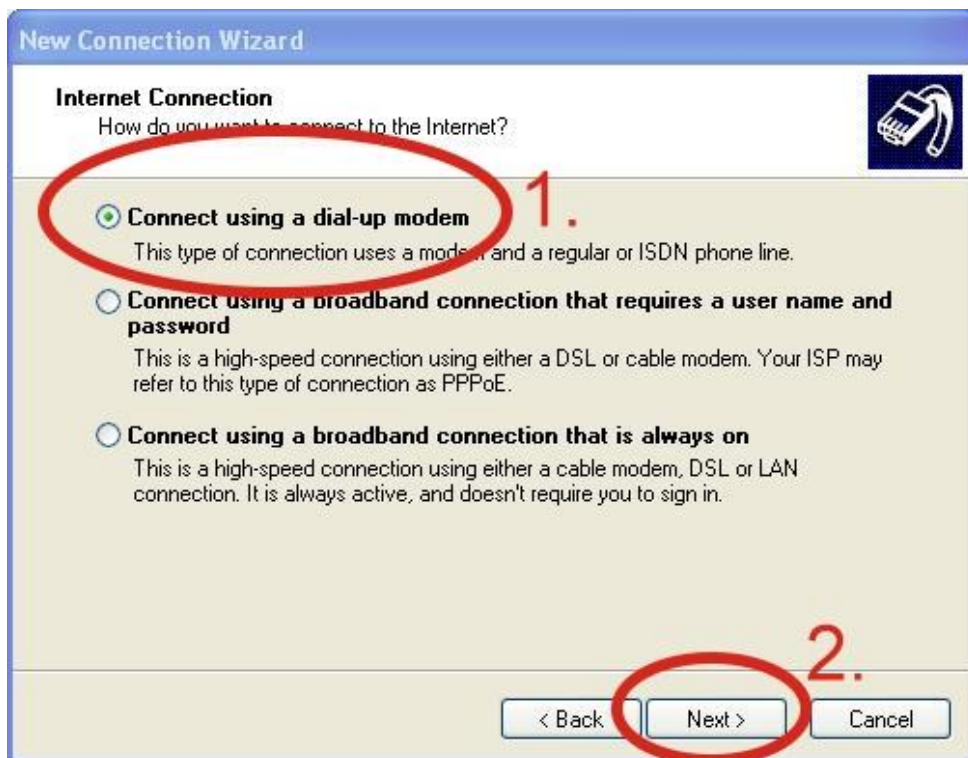 New Connection Wizard
Internet Connection
How do you want to connect to the Internet?
1.
Connect using a dial-up modem
This type of connection uses a modem and a regular or ISDN phone line.
Connect using a broadband connection that requires a user name and
password
This is a high-speed connection using either a DSL or cable modem. Your ISP may
refer to this type of connection as PPPoE.
Connect using a broadband connection that is always on
This is a high-speed connection using either a cable modem, DSL or LAN
connection. It is always active, and doesn't require you to sign in.
2.
< Back Next > Cancel